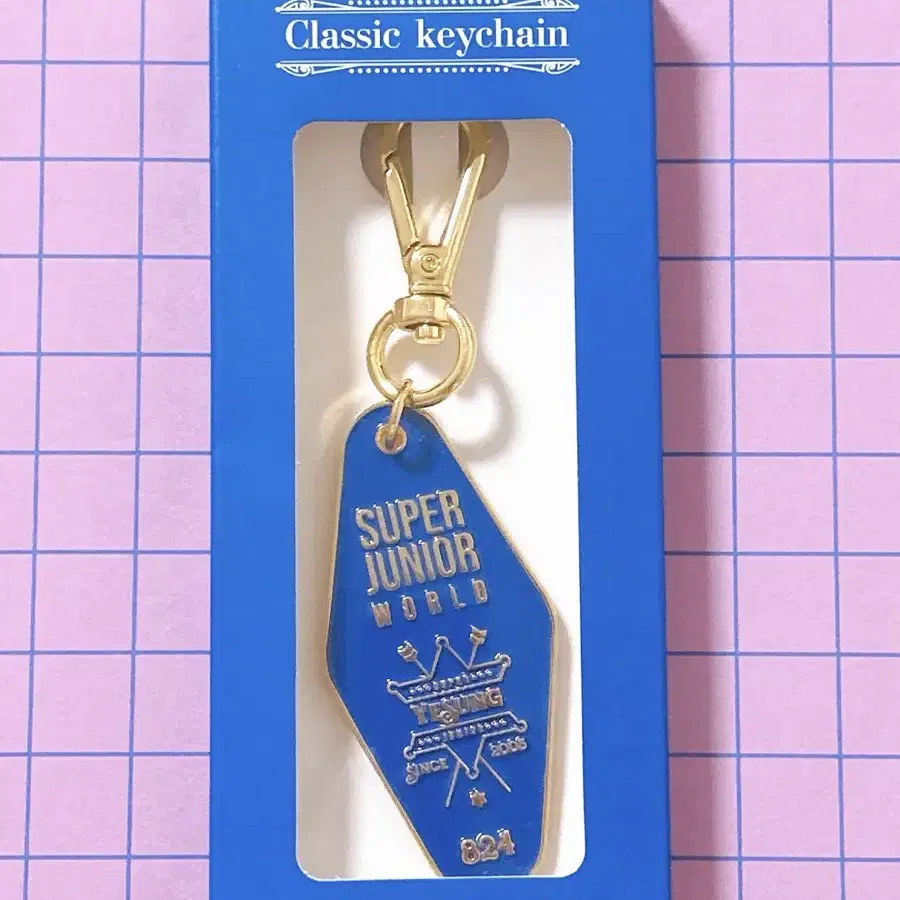 Classic keychain
SUPER
JUNIOR
WORLD
YESUNG
SINCE 2005
824